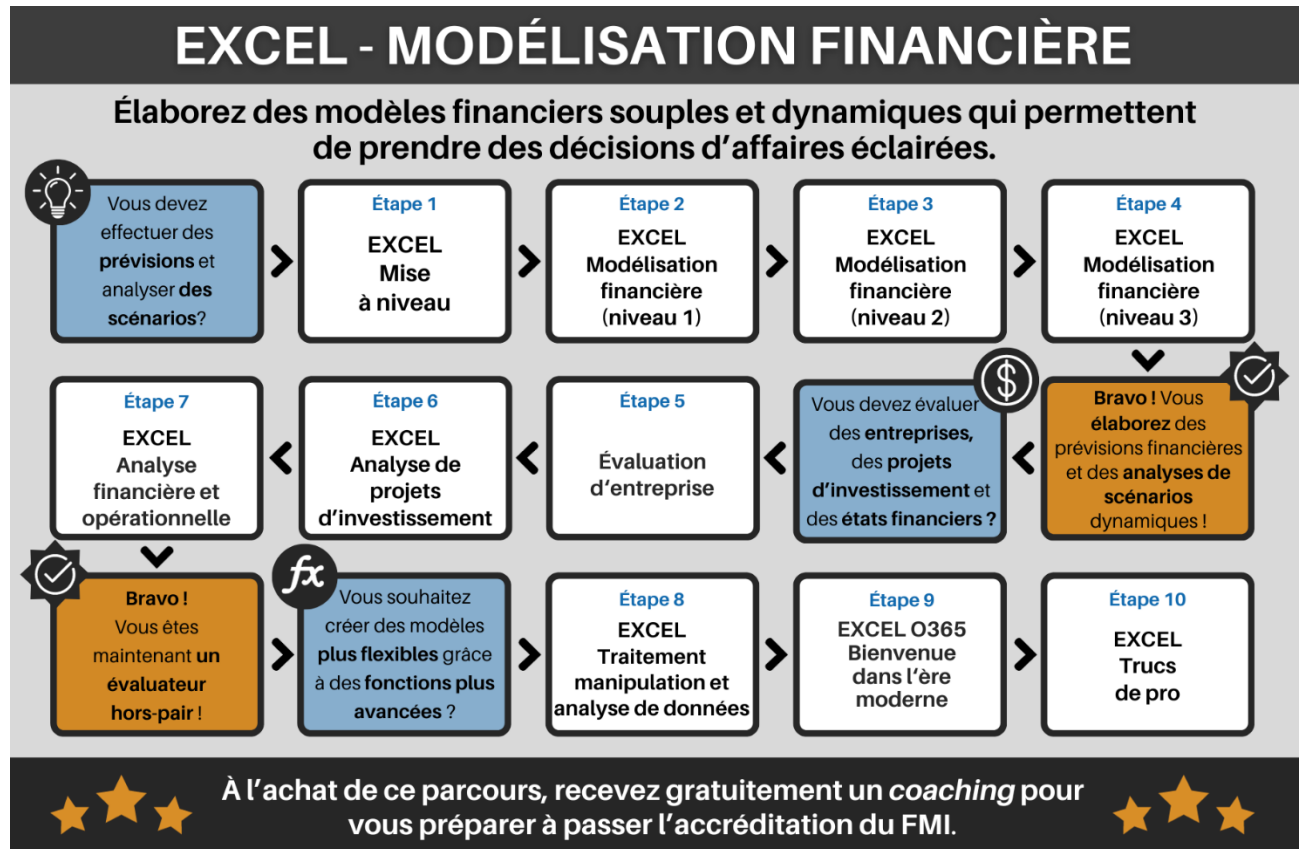 EXCEL - MODÉLISATION FINANCIÈRE
Élaborez des modèles financiers souples et dynamiques qui permettent
de prendre des décisions d'affaires éclairées.
Vous devez
effectuer des
prévisions et
analyser des
scénarios?
Étape 1
EXCEL
Mise
à niveau
Étape 2
EXCEL
Modélisation
financière
(niveau 1)
Étape 3
EXCEL
Modélisation
financière
(niveau 2)
Étape 4
EXCEL
Modélisation
financière
(niveau 3)
Bravo ! Vous
élaborez des
prévisions financières
et des analyses de
scénarios
dynamiques !
$
Vous devez évaluer
des entreprises,
des projets
d'investissement et
des états financiers ?
Étape 5
Évaluation
d'entreprise
Étape 6
EXCEL
Analyse de
projets
d'investissement
Étape 7
EXCEL
Analyse
financière et
opérationnelle
Bravo !
Vous êtes
maintenant un
évaluateur
hors-pair !
fx
Vous souhaitez
créer des modèles
plus flexibles grâce
à des fonctions plus
avancées ?
Étape 8
EXCEL
Traitement
manipulation et
analyse de données
Étape 9
EXCEL O365
Bienvenue
dans l'ère
moderne
Étape 10
EXCEL
Trucs
de pro
À l'achat de ce parcours, recevez gratuitement un coaching pour
vous préparer à passer l'accréditation du FMI.